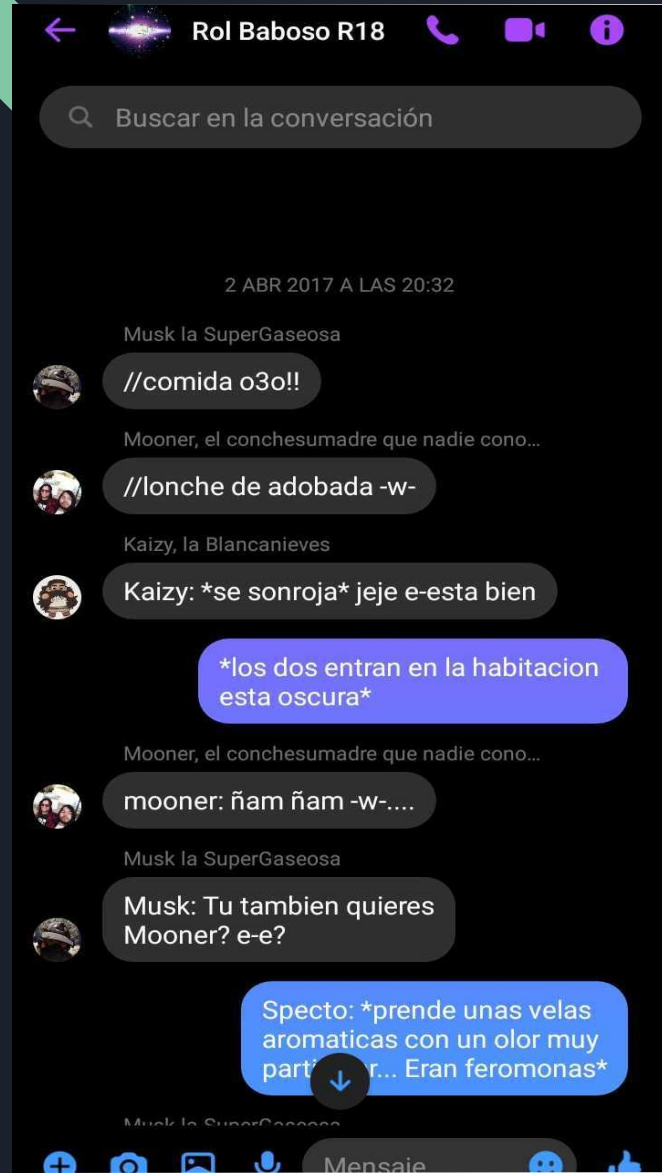 Rol Baboso R18
Buscar en la conversación
2 ABR 2017 A LAS 20:32
Musk la SuperGaseosa
//comida o3o!!
Mooner, el conchesumadre que nadie cono...
//lonche de adobada -w-
Kaizy, la Blancanieves
Kaizy: *se sonroja* jeje e-esta bien
*los dos entran en la habitacion
esta oscura*
Mooner, el conchesumadre que nadie cono...
mooner: ñam ñam -w-....
Musk la SuperGaseosa
Musk: Tu tambien quieres
Mooner? e-e?
Specto: *prende unas velas
aromaticas con un olor muy
... Eran feromonas*
Musk la SuperGaseosa
Mensaje